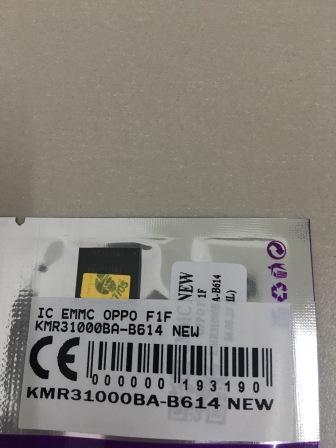 NEW
1F
A-B614
IC EMMC OPPO F1F
KMR31000BA-B614 NEW
CE
000000 193190
KMR31000BA-B614 NEW